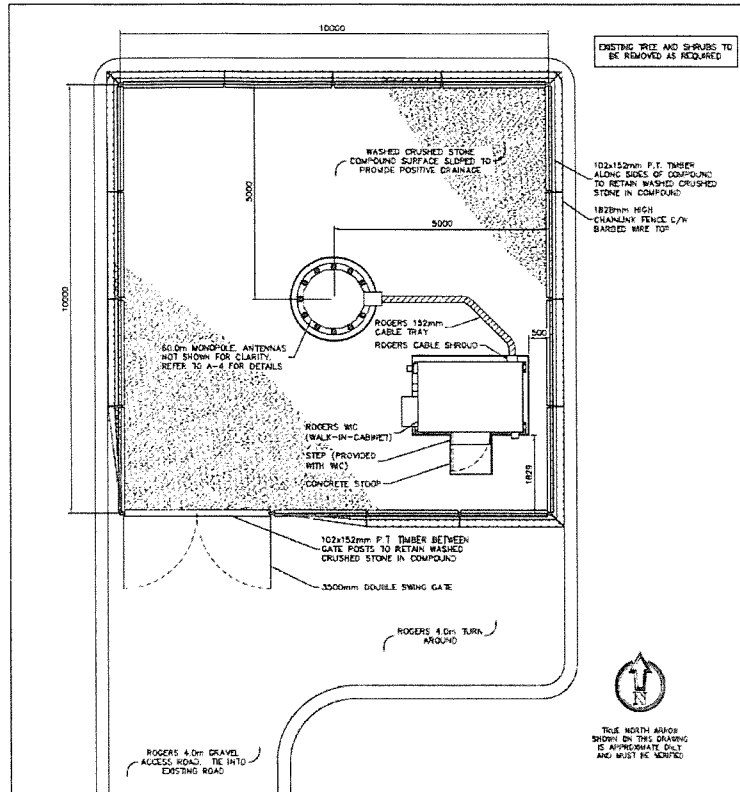 10000
EXISTING TREE AND SHRUBS TO
BE REMOVED AS REQUIRED
WASHED CRUSHED STONE
COMPOUND SURFACE SLOPED TO
PROVIDE POSITIVE DRAINAGE
102x152mm P.T. TIMBER
ALONG SIDES OF COMPOUND
TO RETAIN WASHED CRUSHED
STONE IN COMPOUND
1828mm HIGH
CHAINLINK FENCE C/W
BARBED WIRE TOP
5000
5000
10000
ROGERS 152mm
CABLE TRAY
500
ROGERS CABLE SHROUD
60.0m MONOPOLE, ANTENNAS
NOT SHOWN FOR CLARITY.
REFER TO A-4 FOR DETAILS
ROGERS WIC
(WALK-IN-CABINET)
STEP (PROVIDED
WITH WIC)
CONCRETE STOOP
1829
102x152mm P.T TIMBER BETWEEN
GATE POSTS TO RETAIN WASHED
CRUSHED STONE IN COMPOUND
3500mm DOUBLE SWING GATE
ROGERS 4.0m TURN
AROUND
N
TRUE NORTH ARROW
SHOWN ON THIS DRAWING
IS APPROXIMATE ONLY
AND MUST BE VERIFIED
ROGERS 4.0m GRAVEL
ACCESS ROAD. TIE INTO
EXISTING ROAD